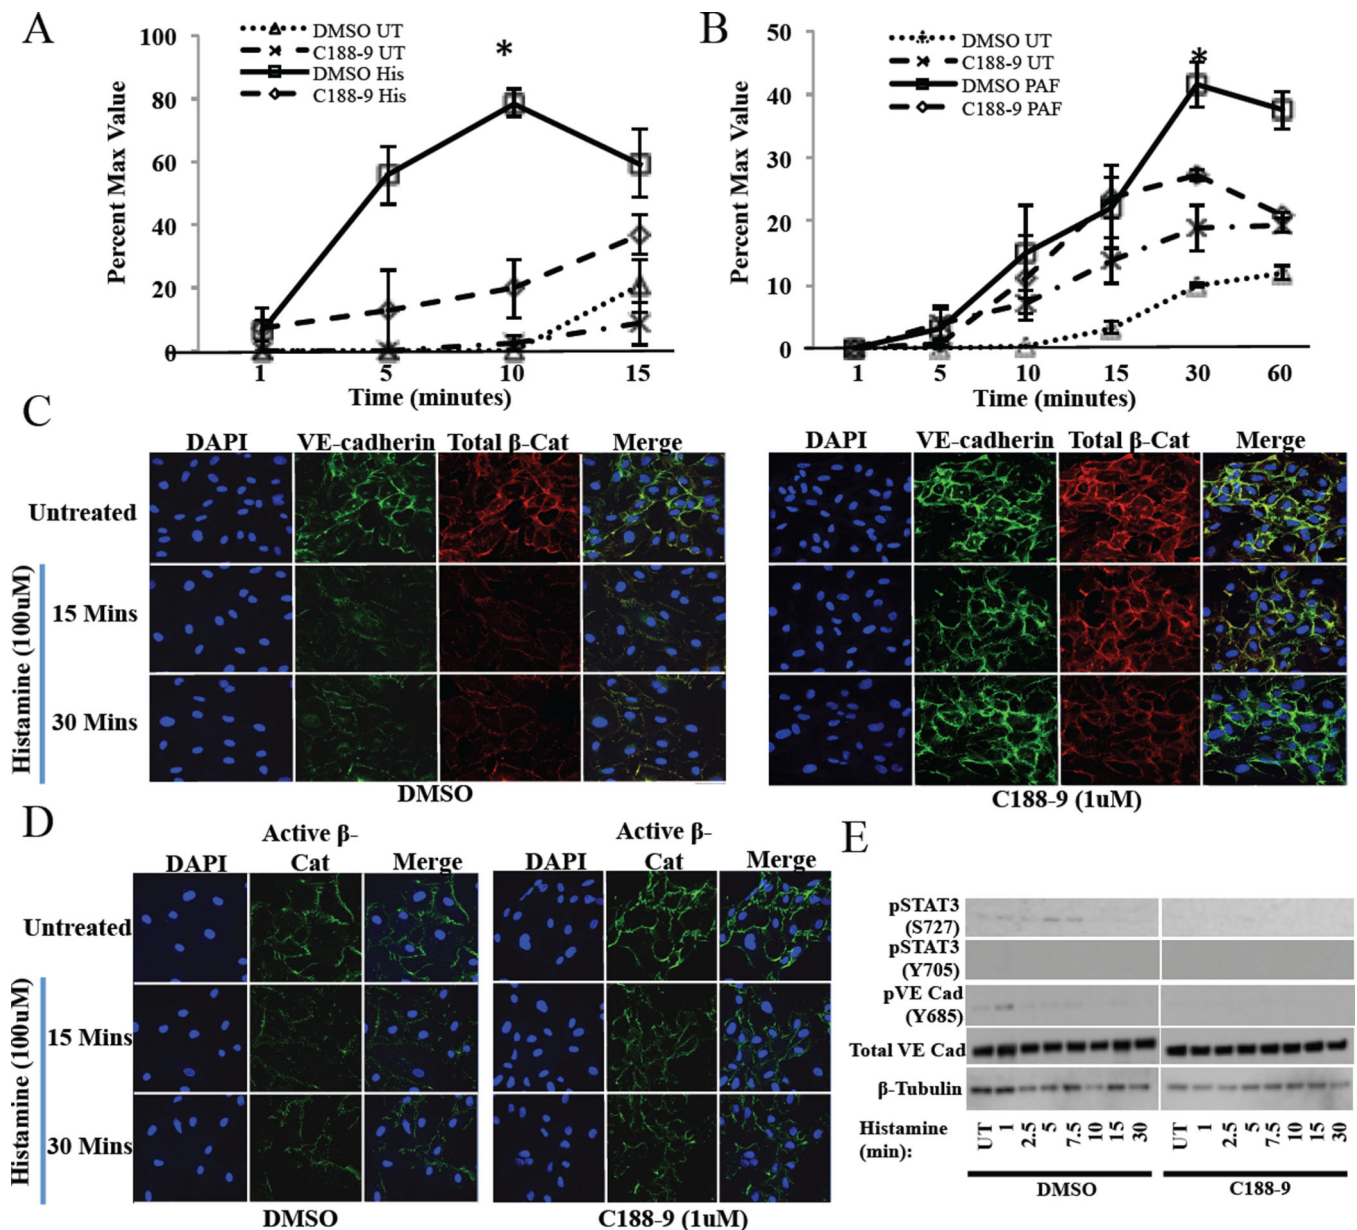 A
100
80
60
40
20
0
Percent Max Value
DMSO UT
C188-9 UT
DMSO His
C188-9 His
*
1 5 10 15
Time (minutes)
B
50
40
30
20
10
0
Percent Max Value
DMSO UT
C188-9 UT
DMSO PAF
C188-9 PAF
*
1 5 10 15 30 60
Time (minutes)
C
DAPI VE-cadherin Total β-Cat Merge
DAPI VE-cadherin Total β-Cat Merge
Untreated
Histamine (100uM)
15 Mins
30 Mins
DMSO
C188-9 (1uM)
D
DAPI Active β-Cat Merge
DAPI Active β-Cat Merge
Untreated
Histamine (100uM)
15 Mins
30 Mins
DMSO
C188-9 (1uM)
E
pSTAT3
(S727)
pSTAT3
(Y705)
pVE Cad
(Y685)
Total VE Cad
β-Tubulin
Histamine
(min):
UT 1 2.5 5 7.5 10 15 30
UT 1 2.5 5 7.5 10 15 30
DMSO
C188-9